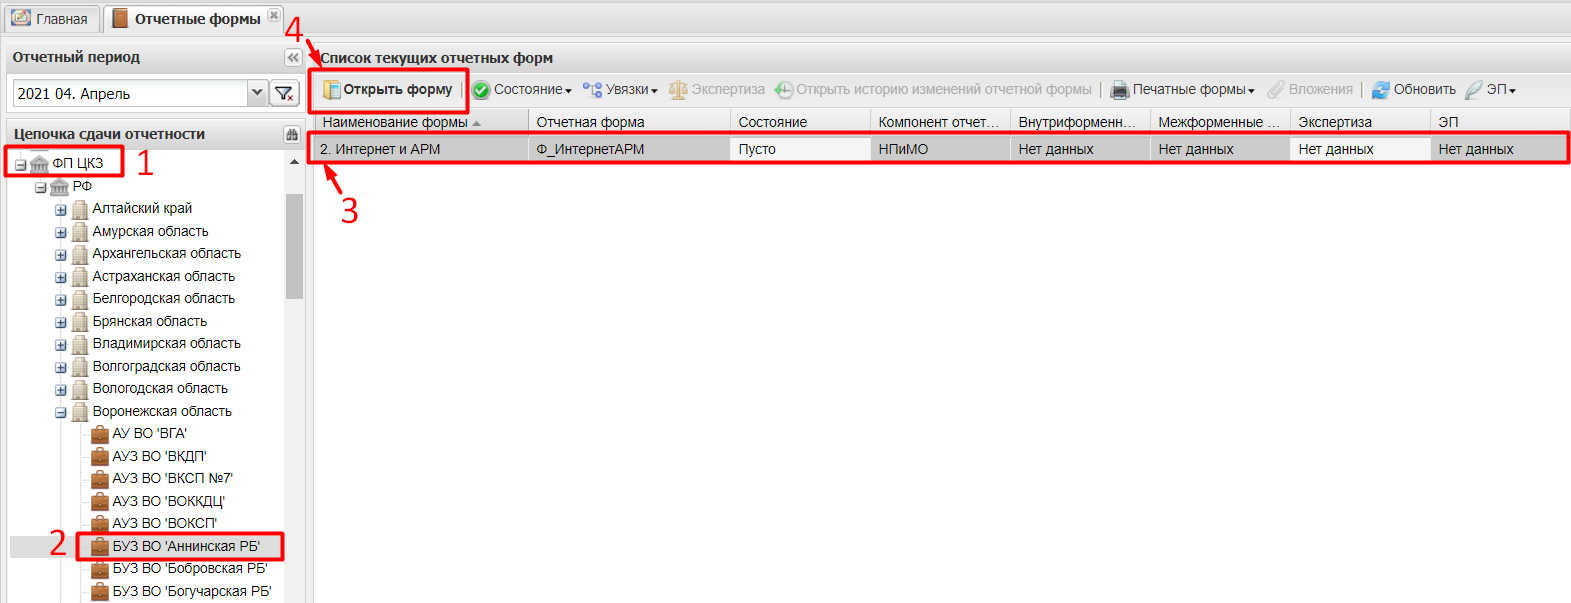 Главная
Отчетные формы
4
Отчетный период
Список текущих отчетных форм
2021 04. Апрель
Открыть форму
Состояние
Увязки
Экспертиза
Открыть историю изменений отчетной формы
Печатные формы
Вложения
Обновить
ЭП
Цепочка сдачи отчетности
Наименование формы
Отчетная форма
Состояние
Компонент отчет...
Внутриформенн...
Межформенные ...
Экспертиза
ЭП
2. Интернет и АРМ
Ф_ИнтернетАРМ
Пусто
НПиМО
Нет данных
Нет данных
Нет данных
Нет данных
3
ФП ЦКЗ
1
РФ
Алтайский край
Амурская область
Архангельская область
Астраханская область
Белгородская область
Брянская область
Владимирская область
Волгоградская область
Вологодская область
Воронежская область
АУ ВО 'ВГА'
АУЗ ВО 'ВКДП'
АУЗ ВО 'ВКСП №7'
АУЗ ВО 'ВОККДЦ'
АУЗ ВО 'ВОКСП'
2
БУЗ ВО 'Аннинская РБ'
БУЗ ВО 'Бобровская РБ'
БУЗ ВО 'Богучарская РБ'